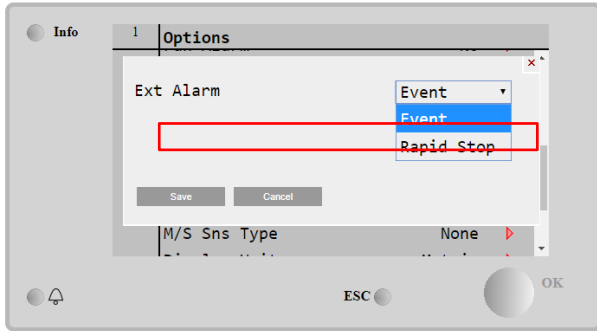 Info
1 Options
×
Ext Alarm Event
Event
Rapid Stop
Save Cancel
M/S Sns Type None
ESC
OK